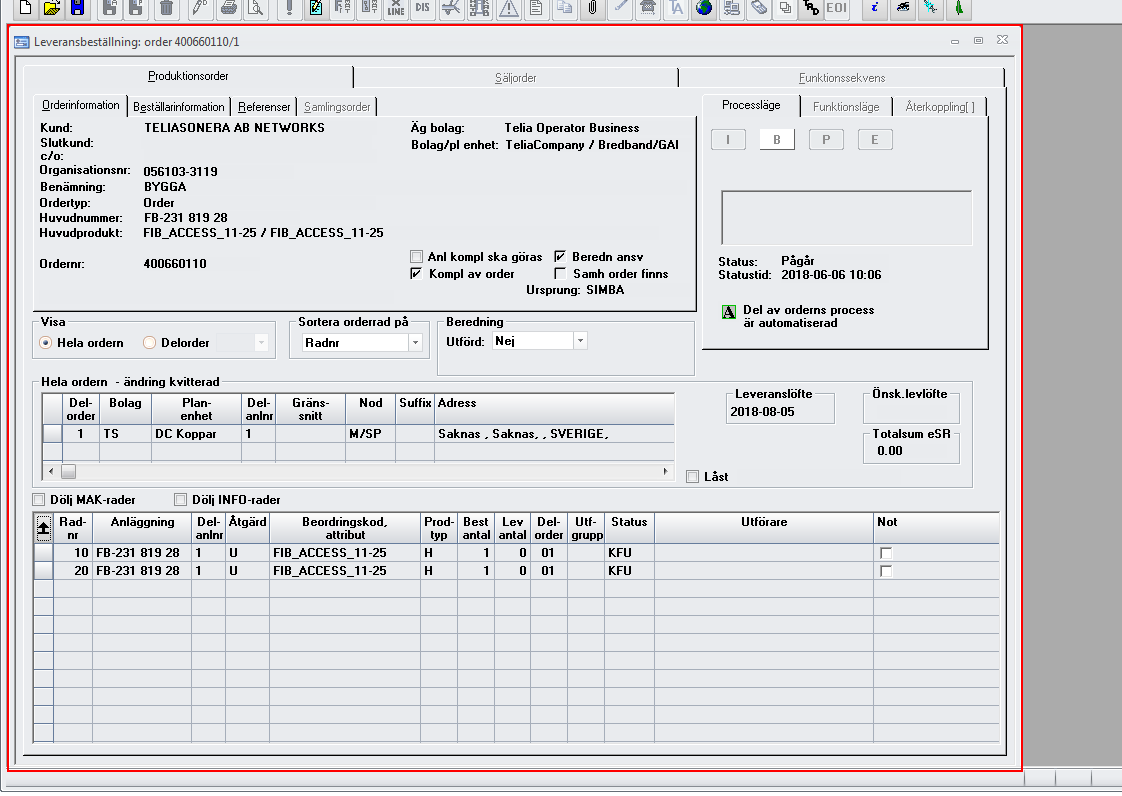 X LINE DIS TA TRD EOI i
Leveransbeställning: order 400660110/1
Produktionsorder Säljorder Funktionssekvens
Orderinformation Beställarinformation Referenser Samlingsorder
Kund: TELIASONERA AB NETWORKS
Slutkund:
c/o:
Organisationsnr: 056103-3119
Benämning: BYGGA
Ordertyp: Order
Huvudnummer: FB-231 819 28
Huvudprodukt: FIB_ACCESS_11-25 / FIB_ACCESS_11-25
Ordernr: 400660110
Äg bolag: Telia Operator Business
Bolag/pl enhet: TeliaCompany / Bredband/GAI
Anl kompl ska göras Beredn ansv
Kompl av order Samh order finns
Ursprung: SIMBA
Processläge Funktionsläge Återkoppling[ ]
I B P E
Status: Pågår
Statustid: 2018-06-06 10:06
A Del av orderns process
är automatiserad
Visa
Hela ordern Delorder
Sortera orderrad på
Radnr
Beredning
Utförd: Nej
Hela ordern - ändring kvitterad
Del-order Bolag Plan-enhet Del-anlnr Gräns-snitt Nod Suffix Adress
1 TS DC Koppar 1 M/SP Saknas , Saknas, , SVERIGE,
Leveranslöfte
2018-08-05
Önsk.levlöfte
Totalsum eSR
0.00
Låst
Dölj MAK-rader Dölj INFO-rader
Rad-nr Anläggning Del-anlnr Åtgärd Beordringskod, attribut Prod-typ Best antal Lev antal Del-order Utf-grupp Status Utförare Not
10 FB-231 819 28 1 U FIB_ACCESS_11-25 H 1 0 01 KFU
20 FB-231 819 28 1 U FIB_ACCESS_11-25 H 1 0 01 KFU